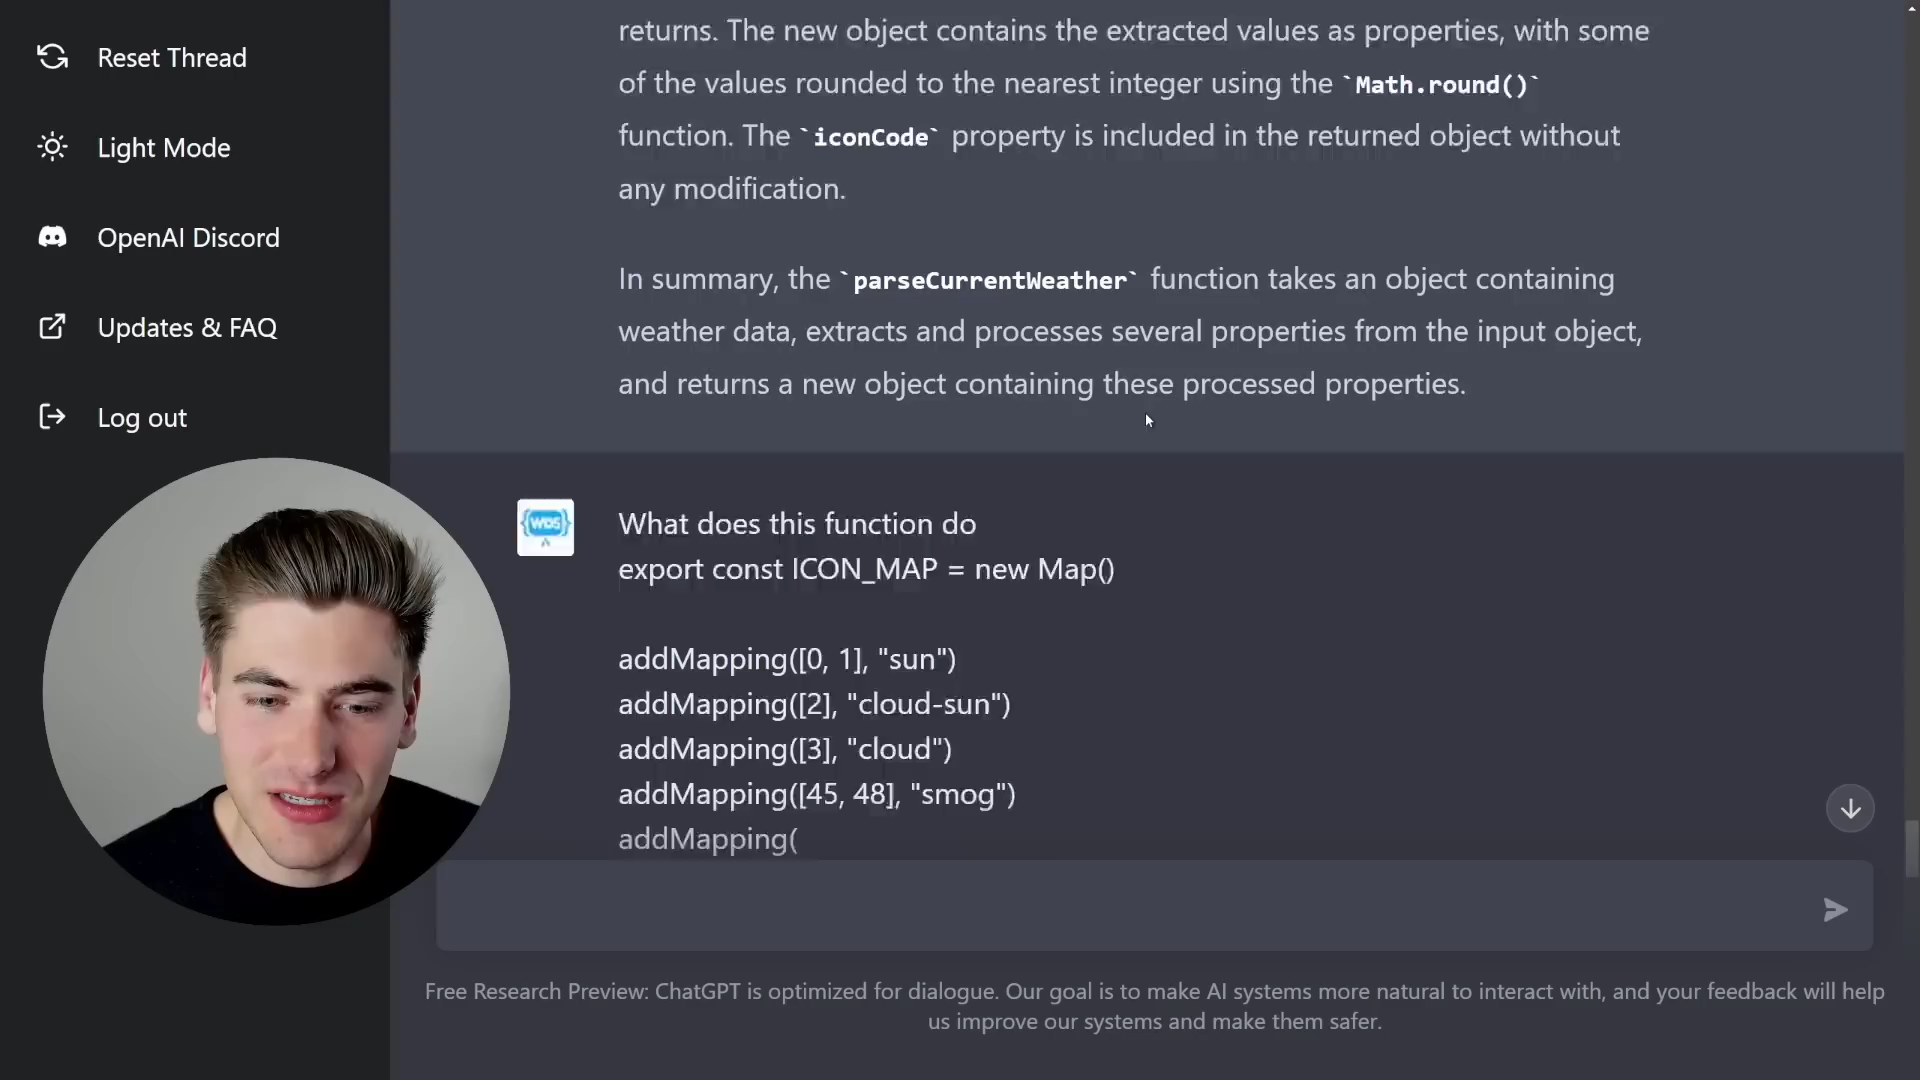 Reset Thread
Light Mode
OpenAI Discord
Updates & FAQ
Log out
returns. The new object contains the extracted values as properties, with some
of the values rounded to the nearest integer using the `Math.round()`
function. The `iconCode` property is included in the returned object without
any modification.
In summary, the `parseCurrentWeather` function takes an object containing
weather data, extracts and processes several properties from the input object,
and returns a new object containing these processed properties.
{WDS}
What does this function do
export const ICON_MAP = new Map()
addMapping([0, 1], "sun")
addMapping([2], "cloud-sun")
addMapping([3], "cloud")
addMapping([45, 48], "smog")
addMapping(
Free Research Preview: ChatGPT is optimized for dialogue. Our goal is to make AI systems more natural to interact with, and your feedback will help
us improve our systems and make them safer.